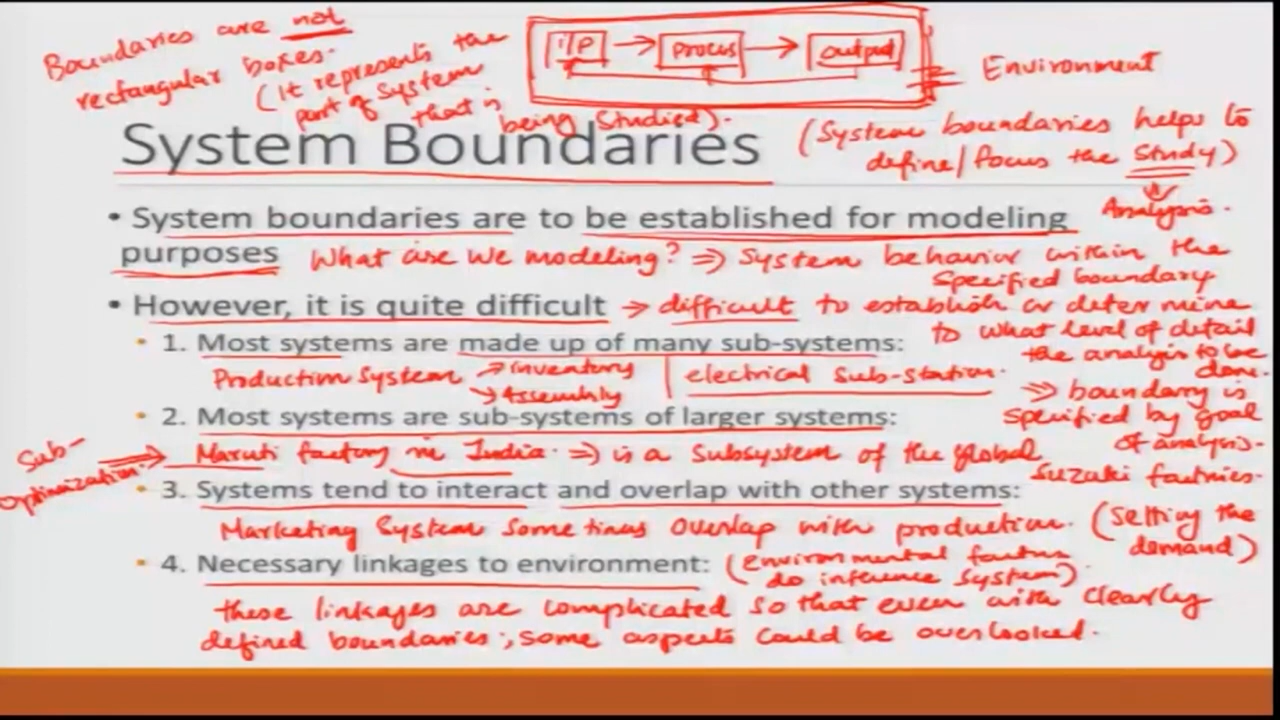 Boundaries are not
rectangular boxes.
(It represents the
part of system
that is
being studied).
i/p → process → output
Environment
System Boundaries
(System boundaries helps to
define/focus the study)
Analysis.
• System boundaries are to be established for modeling
purposes What are we modeling? ⇒ System behavior within the
specified boundary
• However, it is quite difficult → difficult to establish or determine
to what level of detail
the analysis to be
done.
⇒ boundary is
specified by goal
of analysis.
• 1. Most systems are made up of many sub-systems:
Production System → inventory
→ Assembly
electrical sub-station.
• 2. Most systems are sub-systems of larger systems:
Sub-
optimization.
Maruti factory in India. ⇒ is a subsystem of the global
Suzuki factories.
• 3. Systems tend to interact and overlap with other systems:
Marketing System some times overlap with production. (Setting the
demand)
• 4. Necessary linkages to environment: (environmental factors
do inference system)
these linkages are complicated so that even with clearly
defined boundaries, some aspects could be overlooked.